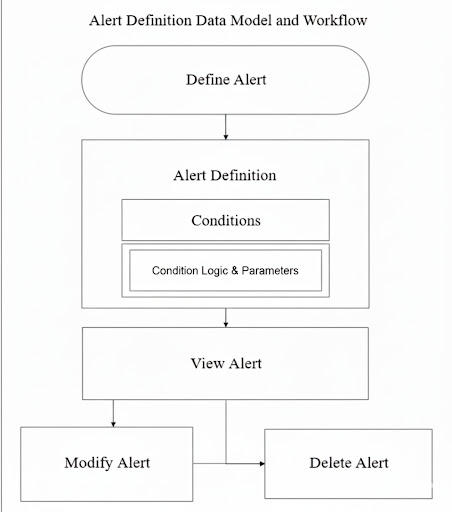 Alert Definition Data Model and Workflow
Define Alert
Alert Definition
Conditions
Condition Logic & Parameters
View Alert
Modify Alert
Delete Alert